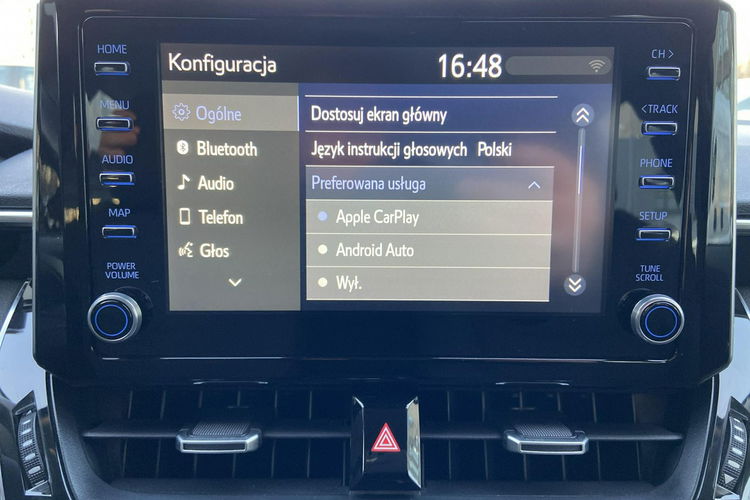 HOME
MENU
AUDIO
MAP
POWER
VOLUME
Konfiguracja
16:48
Ogólne
Bluetooth
Audio
Telefon
Głos
Dostosuj ekran główny
Język instrukcji głosowych Polski
Preferowana usługa
Apple CarPlay
Android Auto
Wył.
CH >
< TRACK
PHONE
SETUP
TUNE
SCROLL